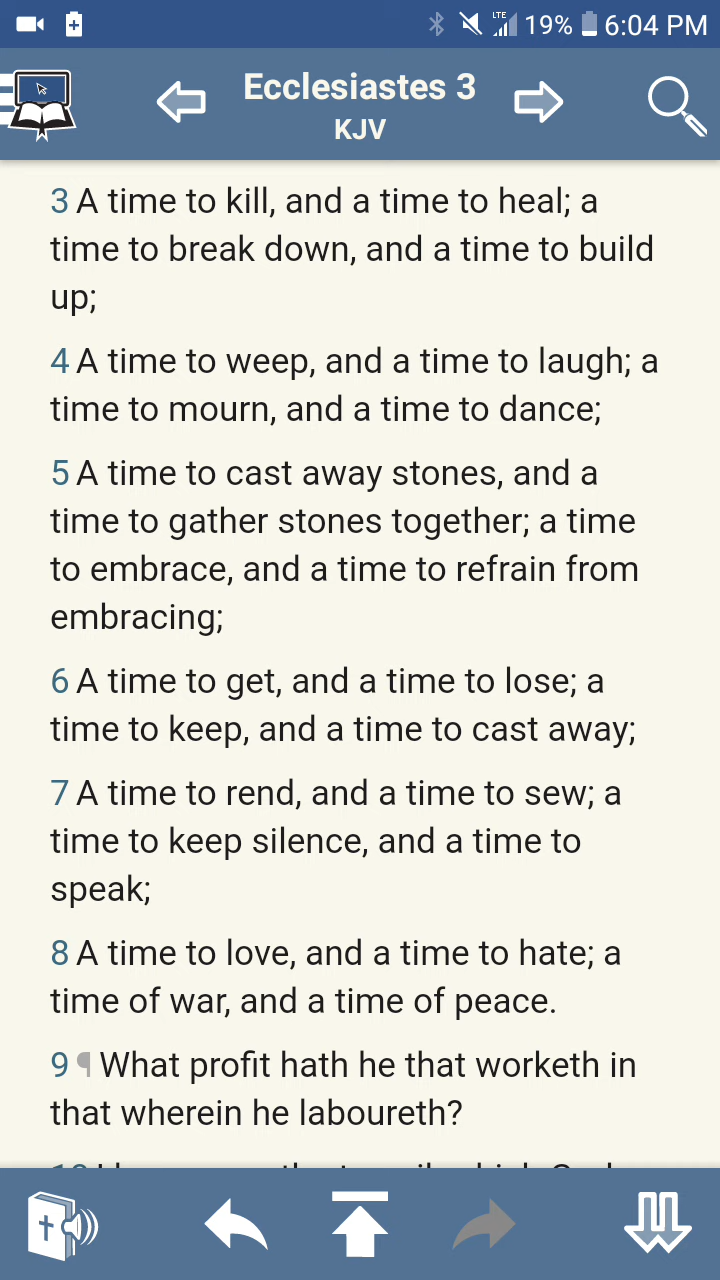 LTE 19% 6:04 PM
Ecclesiastes 3
KJV
3 A time to kill, and a time to heal; a
time to break down, and a time to build
up;
4 A time to weep, and a time to laugh; a
time to mourn, and a time to dance;
5 A time to cast away stones, and a
time to gather stones together; a time
to embrace, and a time to refrain from
embracing;
6 A time to get, and a time to lose; a
time to keep, and a time to cast away;
7 A time to rend, and a time to sew; a
time to keep silence, and a time to
speak;
8 A time to love, and a time to hate; a
time of war, and a time of peace.
9 ¶ What profit hath he that worketh in
that wherein he laboureth?